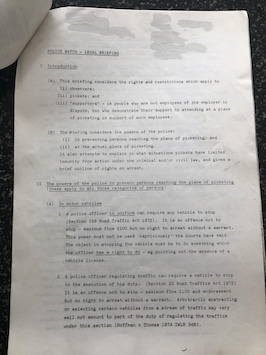 POLICE WATCH - LEGAL BRIEFING
1 Introduction
(a) This briefing considers the rights and restrictions which apply to
(i) observers;
(ii) pickets; and
(iii) 'supporters' - ie people who are not employees of the employer in
dispute, but who demonstrate their support by attending at a place
of picketing in support of such employees.
(b) The briefing considers the powers of the police:
(i) in preventing persons reaching the place of picketing; and
(ii) at the actual place of picketing.
It also attempts to explain in what situations pickets have limited
immunity from action under the criminal and/or civil law, and gives a
brief outline of rights on arrest.
The powers of the police to prevent persons reaching the place of picketing
(these apply to all three categories of person)
(a) In motor vehicles
1. A police officer in uniform can require any vehicle to stop
(Section 159 Road Traffic Act 1972). It is an offence not to
stop - maximum fine £100 but no right to arrest without a warrant.
This power must not be used 'capriciously' - the courts have said
The object in stopping the vehicle must be to do something which
the officer has a right to do - eg pointing out the absence of a
vehicle licence.
2. A police officer regulating traffic can require a vehicle to stop
in the execution of his duty. (Section 22 Road Traffic Act 1972)
It is an offence not to stop - maximum fine £100 and endorsement
but no right to arrest without a warrant. Arbitrarily abstracting
or selecting certain vehicles from a stream of traffic may very
well not amount to part of the duty of regulating the traffic
under this section (Hoffman v Thomas 1974 IWLR 548).